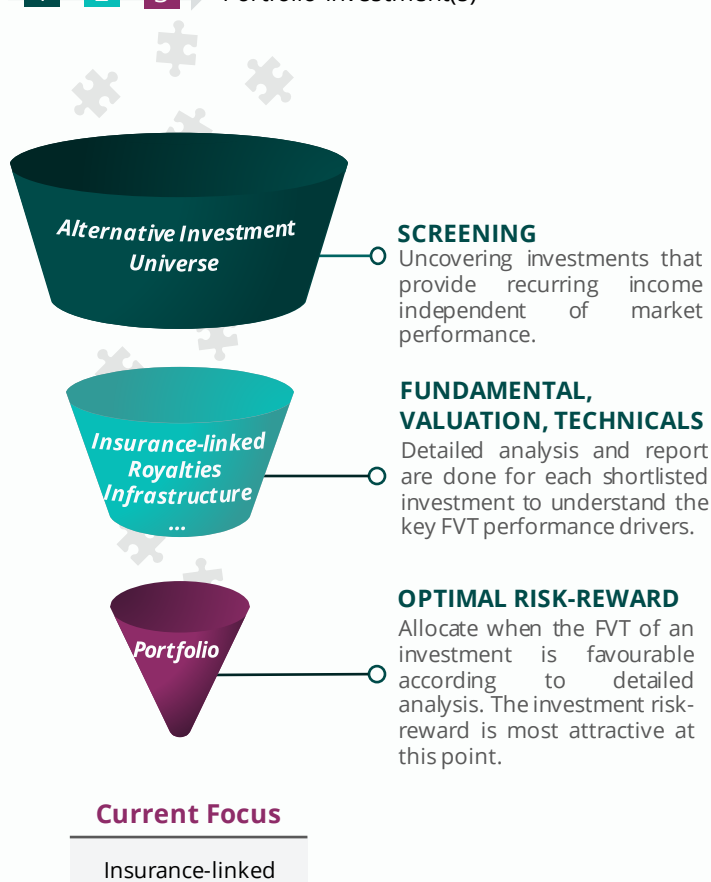 Portfolio Investment(s)
Alternative Investment
Universe
SCREENING
Uncovering investments that
provide recurring income
independent of market
performance.
Insurance-linked
Royalties
Infrastructure
...
FUNDAMENTAL,
VALUATION, TECHNICALS
Detailed analysis and report
are done for each shortlisted
investment to understand the
key FVT performance drivers.
Portfolio
OPTIMAL RISK-REWARD
Allocate when the FVT of an
investment is favourable
according to detailed
analysis. The investment risk-
reward is most attractive at
this point.
Current Focus
Insurance-linked